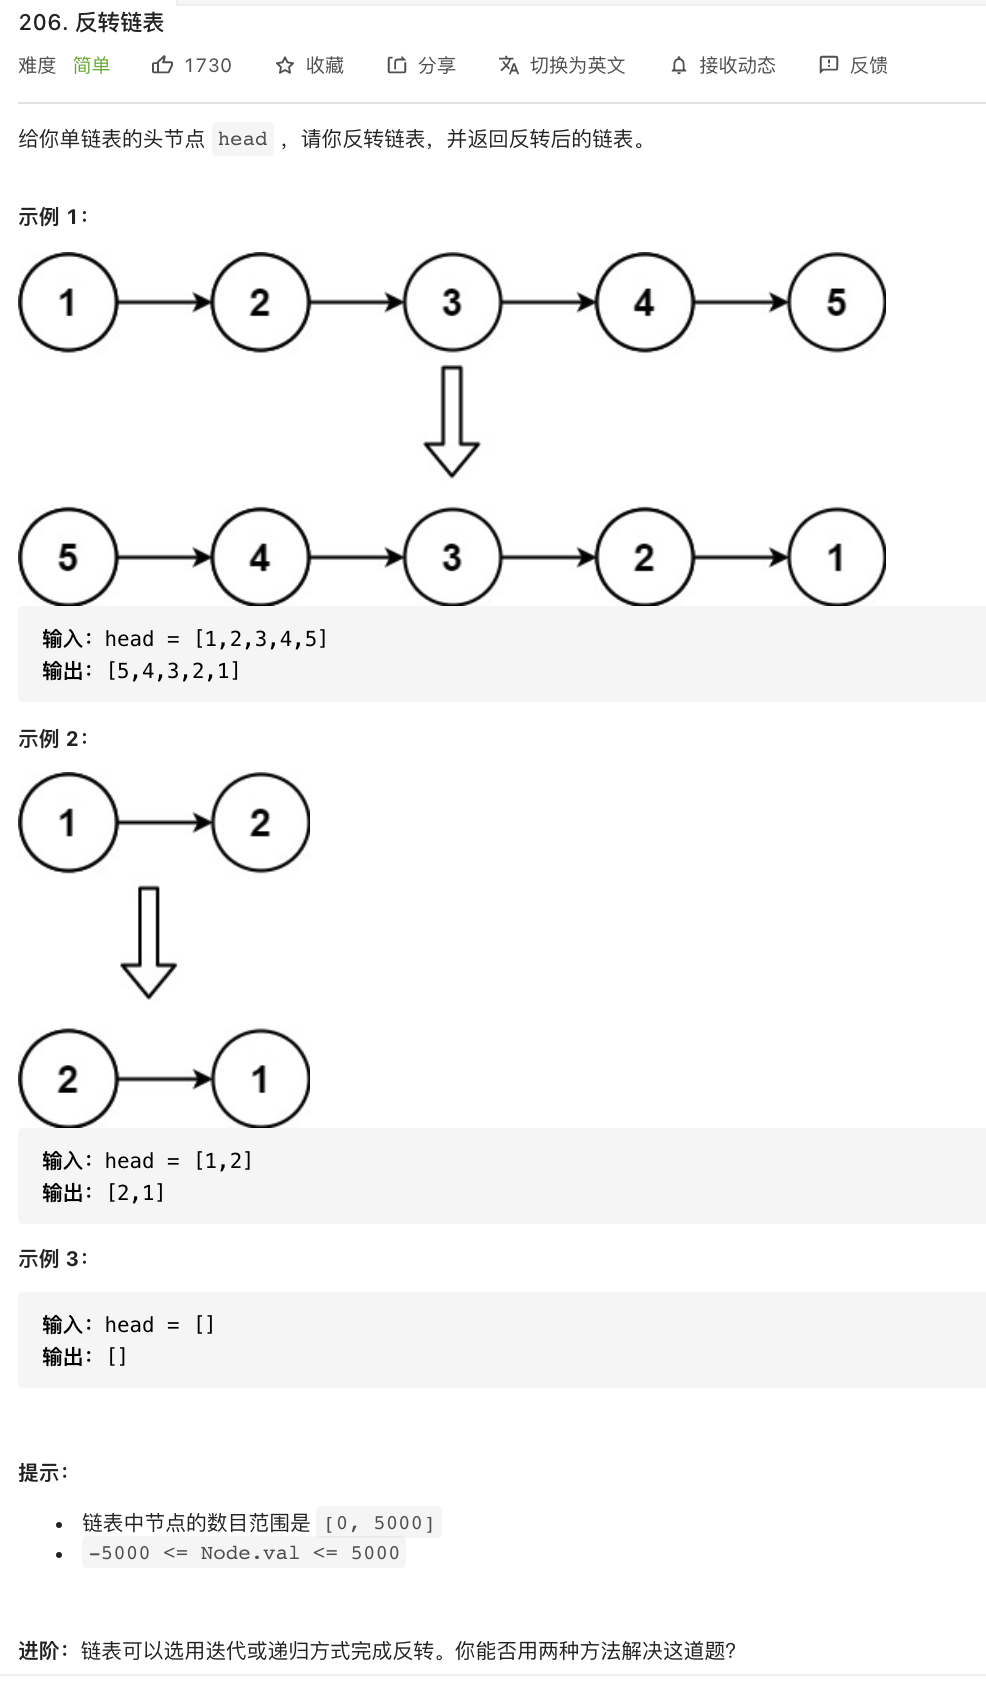 206. 反转链表
难度 简单 1730 收藏 分享 切换为英文 接收动态 反馈
给你单链表的头节点 head ，请你反转链表，并返回反转后的链表。
示例 1：
1 2 3 4 5
5 4 3 2 1
输入：head = [1,2,3,4,5]
输出：[5,4,3,2,1]
示例 2：
1 2
2 1
输入：head = [1,2]
输出：[2,1]
示例 3：
输入：head = []
输出：[]
提示：
• 链表中节点的数目范围是 [0, 5000]
• -5000 <= Node.val <= 5000
进阶：链表可以选用迭代或递归方式完成反转。你能否用两种方法解决这道题？